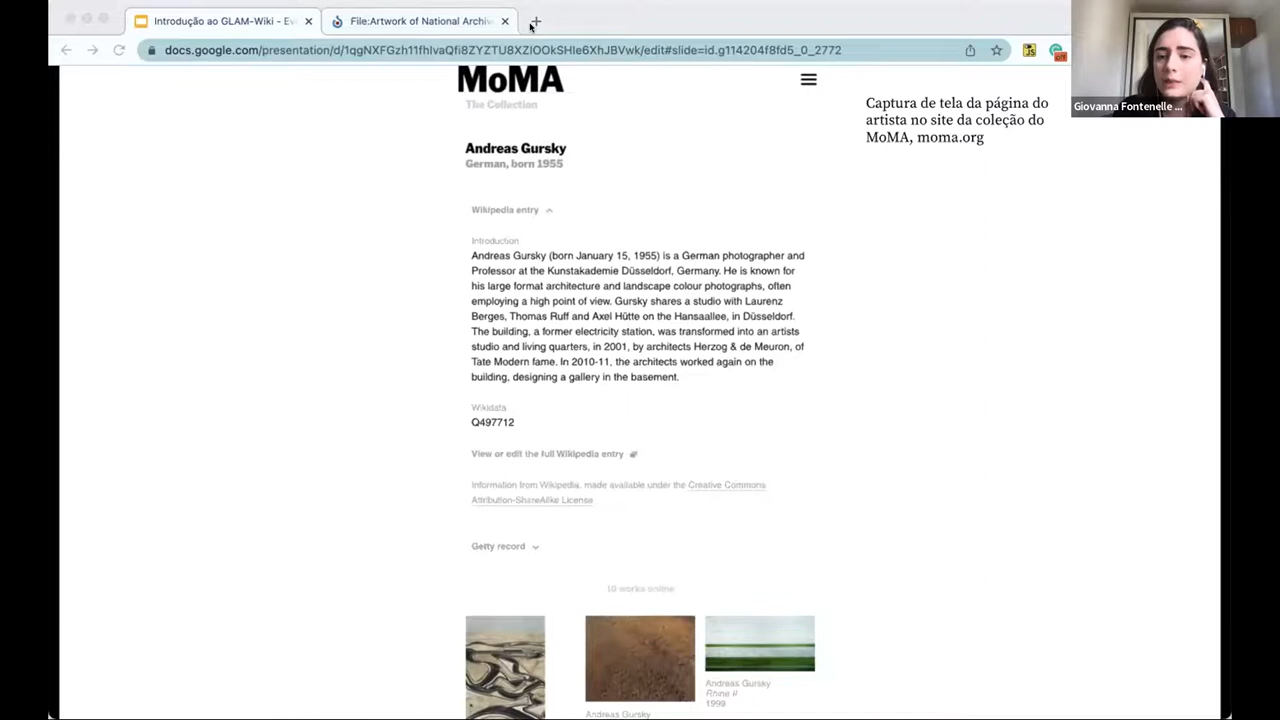 Introdução ao GLAM-Wiki - Ev
File:Artwork of National Archiv
docs.google.com/presentation/d/1qgNXFGzh11fhIvaQfi8ZYZTU8XZIOOkSHIe6XhJBVwk/edit#slide=id.g114204f8fd5_0_2772
Giovanna Fontenelle ...
MoMA
The Collection
Captura de tela da página do
artista no site da coleção do
MoMA, moma.org
Andreas Gursky
German, born 1955
Wikipedia entry
Introduction
Andreas Gursky (born January 15, 1955) is a German photographer and
Professor at the Kunstakademie Düsseldorf, Germany. He is known for
his large format architecture and landscape colour photographs, often
employing a high point of view. Gursky shares a studio with Laurenz
Berges, Thomas Ruff and Axel Hütte on the Hansaallee, in Düsseldorf.
The building, a former electricity station, was transformed into an artists
studio and living quarters, in 2001, by architects Herzog & de Meuron, of
Tate Modern fame. In 2010-11, the architects worked again on the
building, designing a gallery in the basement.
Wikidata
Q497712
View or edit the full Wikipedia entry
Information from Wikipedia, made available under the Creative Commons
Attribution-ShareAlike License
Getty record
10 works online
Andreas Gursky
Rhine II
1999
Andreas Gursky